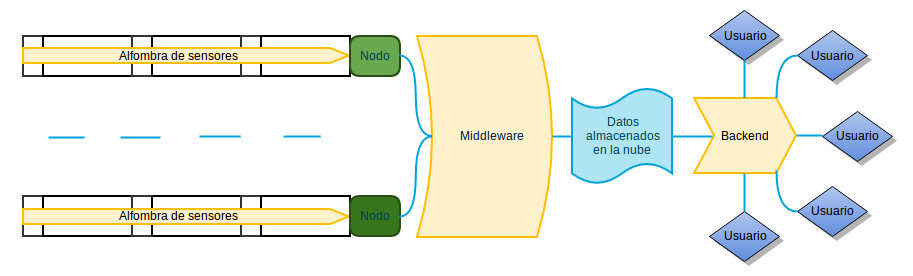 Alfombra de sensores
Nodo
Middleware
Datos
almacenados
en la nube
Backend
Usuario
Usuario
Usuario
Usuario
Usuario
Alfombra de sensores
Nodo